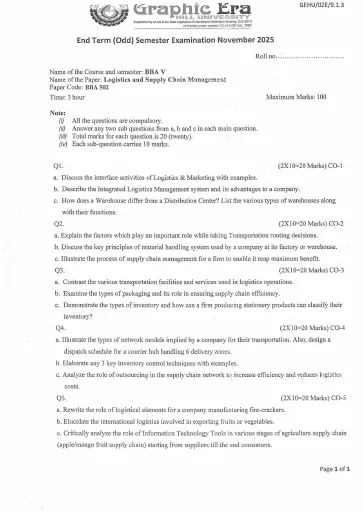 GEHU/02E/9.1.3
Graphic Era
HILL UNIVERSITY
End Term (Odd) Semester Examination November 2025
Roll no.................................
Name of the Course and semester: BBA V
Name of the Paper: Logistics and Supply Chain Management
Paper Code: BBA 502
Time: 3 hour Maximum Marks: 100
Note:
(i) All the questions are compulsory.
(ii) Answer any two sub questions from a, b and c in each main question.
(iii) Total marks for each question is 20 (twenty).
(iv) Each sub-question carries 10 marks.
Q1. (2X10=20 Marks) CO-1
a. Discuss the interface activities of Logistics & Marketing with examples.
b. Describe the Integrated Logistics Management system and its advantages to a company.
c. How does a Warehouse differ from a Distribution Center? List the various types of warehouses along
with their functions.
Q2. (2X10=20 Marks) CO-2
a. Explain the factors which play an important role while taking Transportation routing decisions.
b. Discuss the key principles of material handling system used by a company at its factory or warehouse.
c. Illustrate the process of supply chain management for a firm to enable it reap maximum benefit.
Q3. (2X10=20 Marks) CO-3
a. Contrast the various transportation facilities and services used in logistics operations.
b. Examine the types of packaging and its role in ensuring supply chain efficiency.
c. Demonstrate the types of inventory and how can a firm producing stationery products can classify their
inventory?
Q4. (2X10=20 Marks) CO-4
a. Illustrate the types of network models implied by a company for their transportation. Also, design a
dispatch schedule for a courier hub handling 6 delivery zones.
b. Elaborate any 3 key inventory control techniques with examples.
c. Analyze the role of outsourcing in the supply chain network to increase efficiency and reduces logistics
costs.
Q5. (2X10=20 Marks) CO-5
a. Rewrite the role of logistical elements for a company manufacturing fire-crackers.
b. Elucidate the international logistics involved in exporting fruits or vegetables.
c. Critically analyze the role of Information Technology Tools in various stages of agriculture supply chain
(apple/mango fruit supply chain) starting from suppliers till the end consumers.
Page 1 of 1